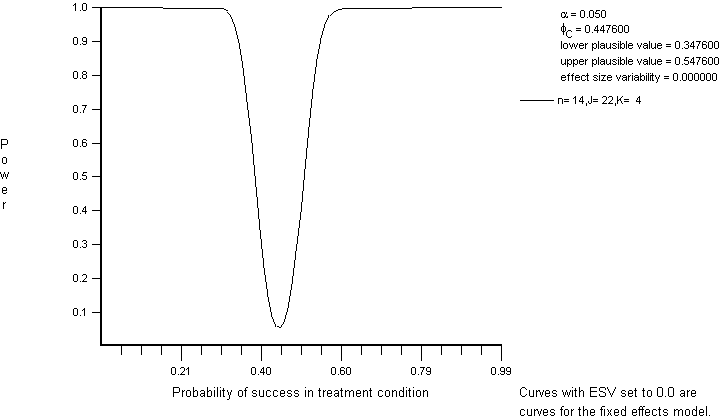 1.0
0.9
0.8
0.7
0.6
0.5
0.4
0.3
0.2
0.1
Power
0.21 0.40 0.60 0.79 0.99
Probability of success in treatment condition
α = 0.050
ϕC = 0.447600
lower plausible value = 0.347600
upper plausible value = 0.547600
effect size variability = 0.000000
n= 14,J= 22,K= 4
Curves with ESV set to 0.0 are
curves for the fixed effects model.